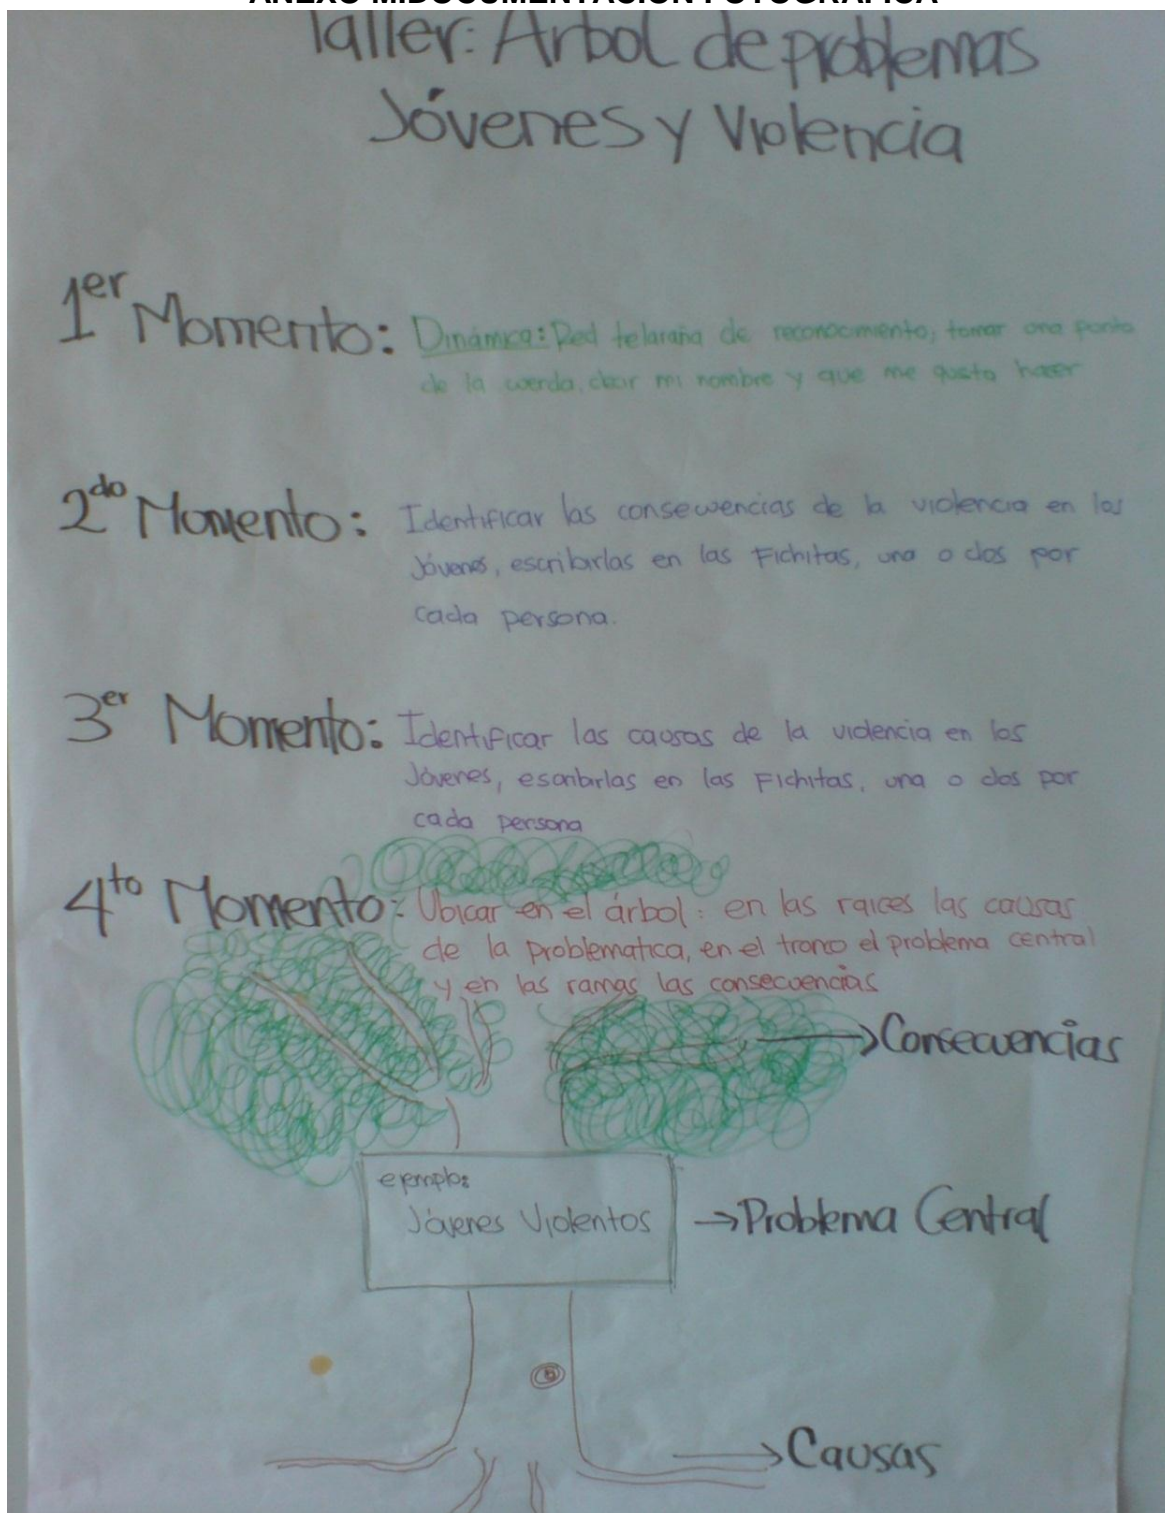 ANEXO M:DOCUMENTACIÓN FOTOGRÁFICA
Taller: Árbol de problemas
Jóvenes y Violencia
1er Momento: Dinámica: Red telaraña de reconocimiento, tomar una punta
de la cuerda, decir mi nombre y que me gusta hacer
2do Momento: Identificar las consecuencias de la violencia en los
Jóvenes, escribirlas en las Fichitas, una o dos por
cada persona.
3er Momento: Identificar las causas de la violencia en los
Jóvenes, escribirlas en las Fichitas, una o dos por
cada persona
4to Momento: Ubicar en el árbol: en las raices las causas
de la problematica, en el tronco el problema central
y en las ramas las consecuencias
→Consecuencias
ejemplo:
Jóvenes Violentos →Problema Central
→Causas